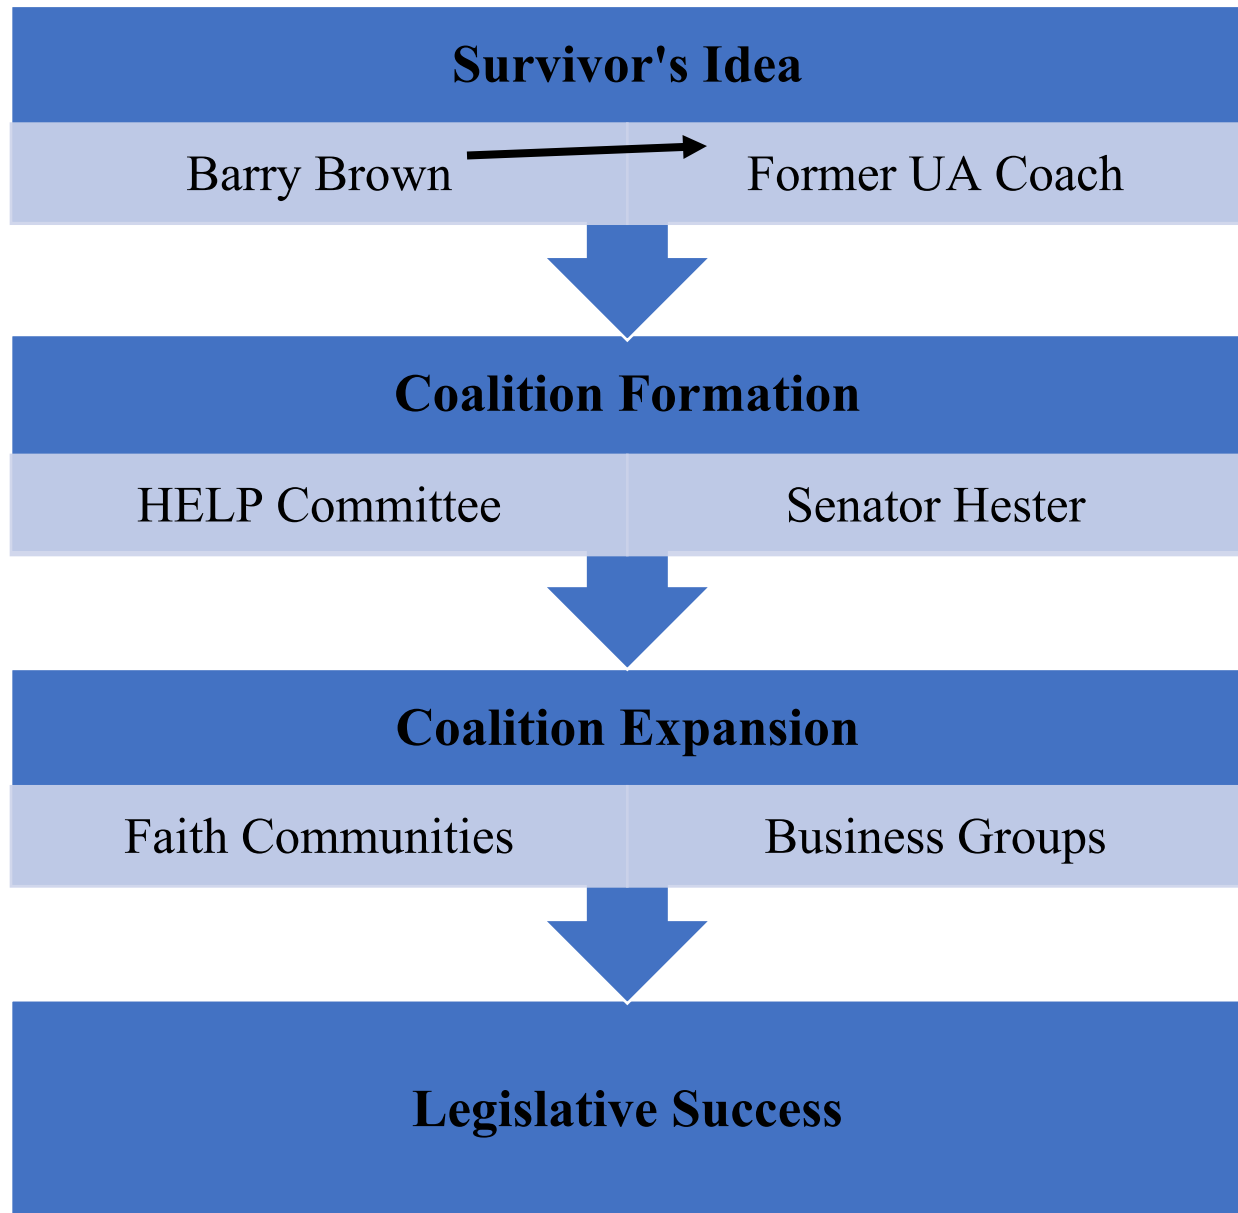 Survivor's Idea
Barry Brown
Former UA Coach
Coalition Formation
HELP Committee
Senator Hester
Coalition Expansion
Faith Communities
Business Groups
Legislative Success